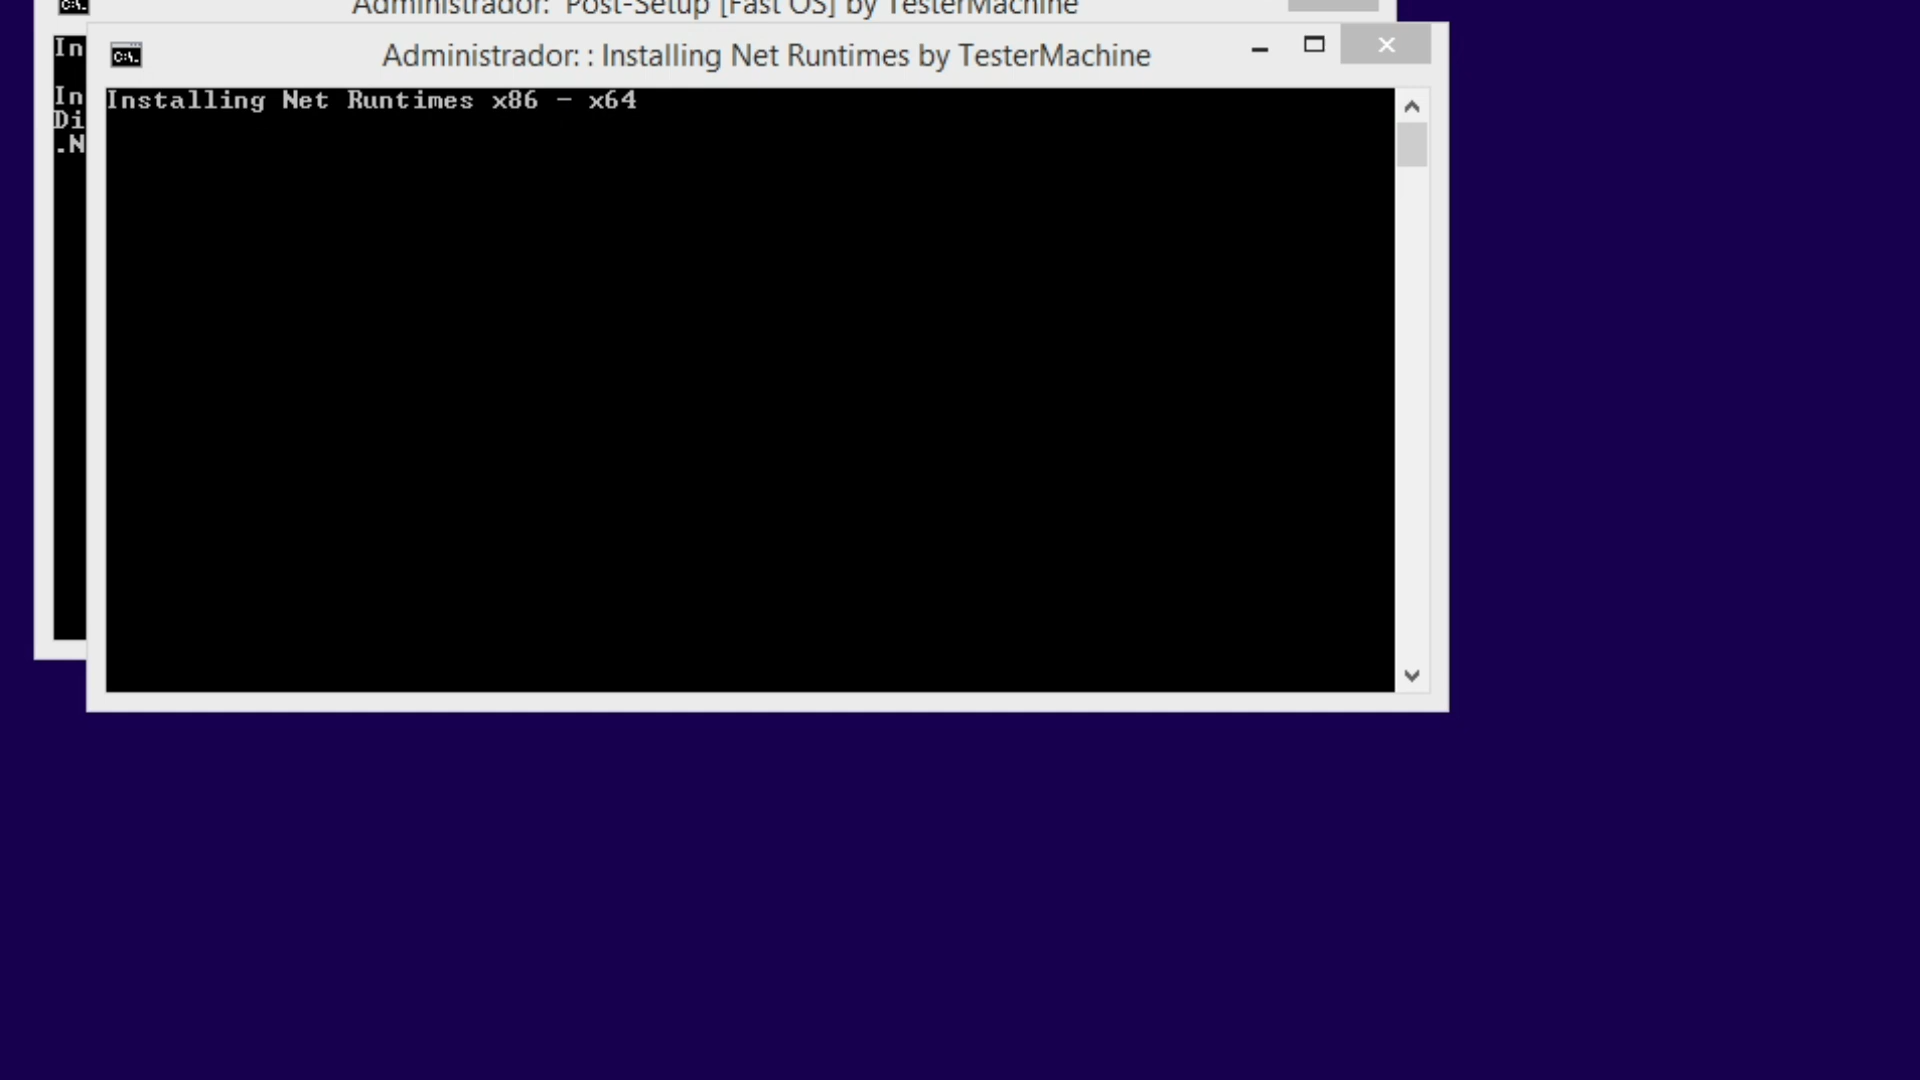 Administrador:  Post-Setup [Fast OS] by TesterMachine
Administrador: : Installing Net Runtimes by TesterMachine
Installing Net Runtimes x86 - x64
In
In
Di
.N